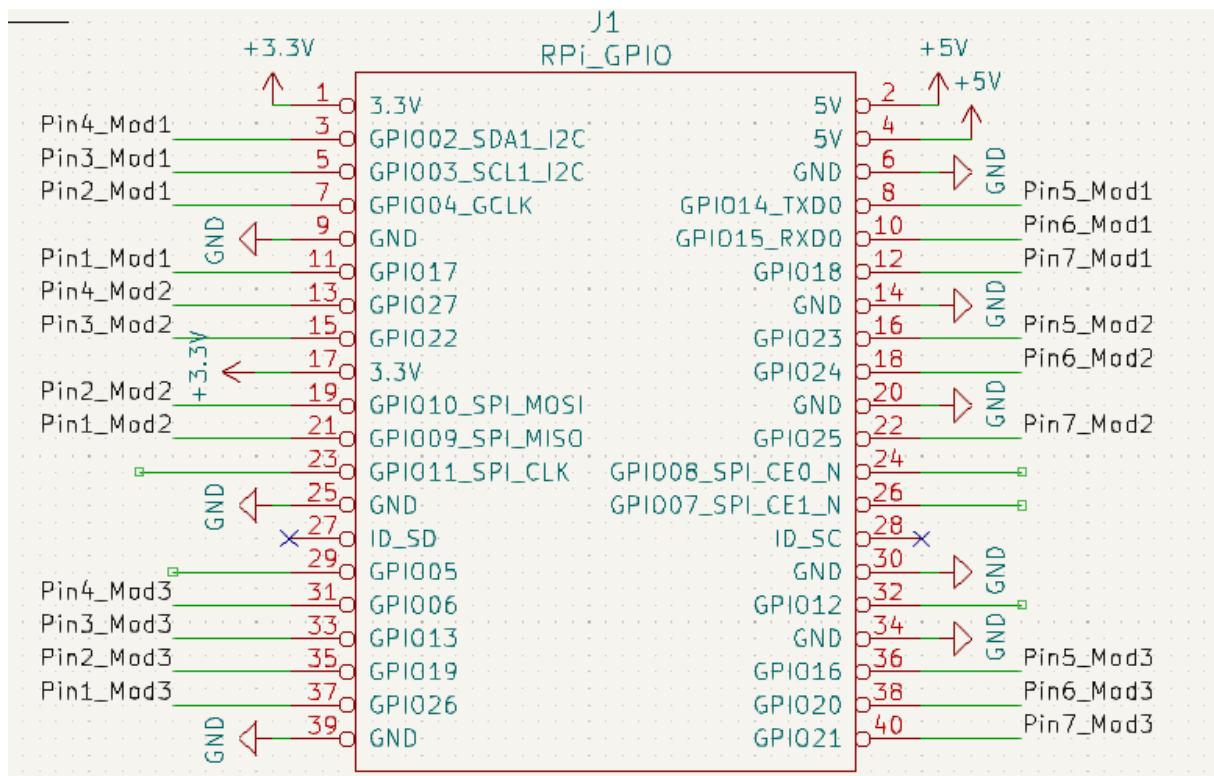 J1
RPi_GPIO
+3.3V
+5V
+5V
1 3.3V 5V 2
Pin4_Mod1 3 GPIO02_SDA1_I2C 5V 4
Pin3_Mod1 5 GPIO03_SCL1_I2C GND 6 GND
Pin2_Mod1 7 GPIO04_GCLK GPIO14_TXD0 8 Pin5_Mod1
GND 9 GND GPIO15_RXD0 10 Pin6_Mod1
Pin1_Mod1 11 GPIO17 GPIO18 12 Pin7_Mod1
Pin4_Mod2 13 GPIO27 GND 14 GND
Pin3_Mod2 15 GPIO22 GPIO23 16 Pin5_Mod2
+3.3V 17 3.3V GPIO24 18 Pin6_Mod2
Pin2_Mod2 19 GPIO10_SPI_MOSI GND 20 GND
Pin1_Mod2 21 GPIO09_SPI_MISO GPIO25 22 Pin7_Mod2
23 GPIO11_SPI_CLK GPIO08_SPI_CE0_N 24
GND 25 GND GPIO07_SPI_CE1_N 26
27 ID_SD ID_SC 28
29 GPIO05 GND 30 GND
Pin4_Mod3 31 GPIO06 GPIO12 32
Pin3_Mod3 33 GPIO13 GND 34 GND
Pin2_Mod3 35 GPIO19 GPIO16 36 Pin5_Mod3
Pin1_Mod3 37 GPIO26 GPIO20 38 Pin6_Mod3
GND 39 GND GPIO21 40 Pin7_Mod3